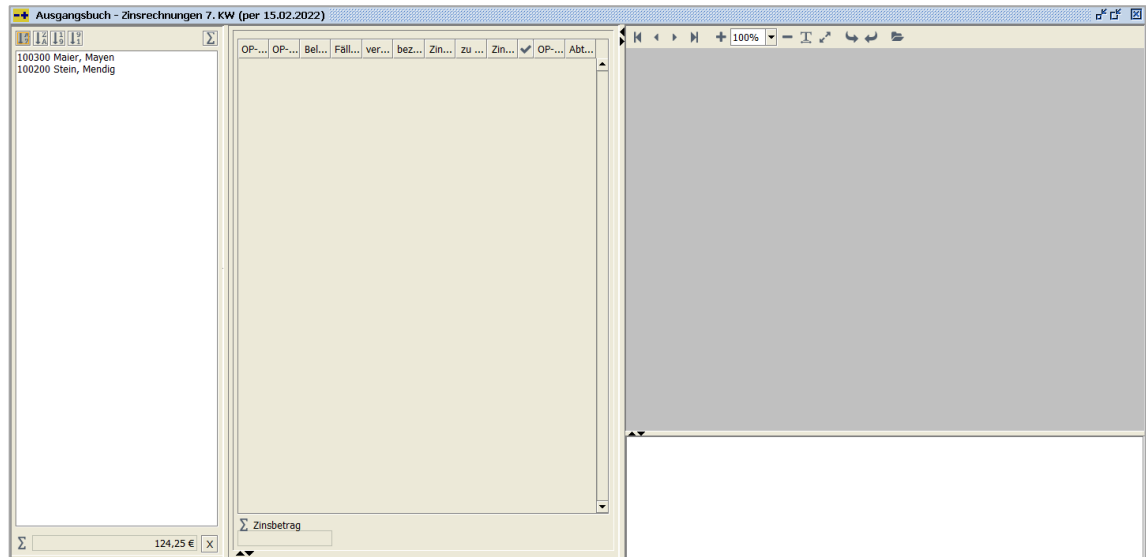 Ausgangsbuch - Zinsrechnungen 7. KW (per 15.02.2022)
100300 Maier, Mayen
100200 Stein, Mendig
Σ 124,25 € X
OP-... OP-... Bel... Fäll... ver... bez... Zin... zu ... Zin... OP-... Abt...
Σ Zinsbetrag
100%